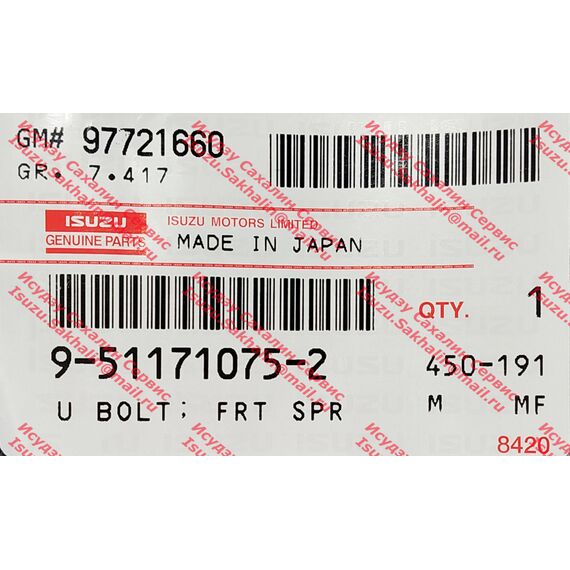 GM# 97721660
GR. 7.417
ISUZU
GENUINE PARTS
ISUZU MOTORS LIMITED
MADE IN JAPAN
QTY. 1
9-51171075-2
450-191
U BOLT; FRT SPR
M MF
8420
Исудзу Сахалин Сервис
Isuzu.Sakhalin@mail.ru